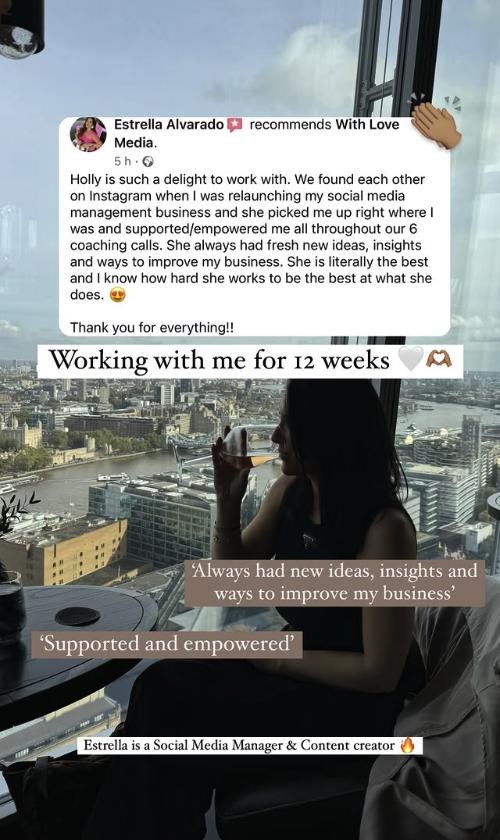 Estrella Alvarado recommends With Love
Media.
5 h ·
Holly is such a delight to work with. We found each other
on Instagram when I was relaunching my social media
management business and she picked me up right where I
was and supported/empowered me all throughout our 6
coaching calls. She always had fresh new ideas, insights
and ways to improve my business. She is literally the best
and I know how hard she works to be the best at what she
does. 😍
Thank you for everything!!
Working with me for 12 weeks 🤍🫶🏽
‘Always had new ideas, insights and
ways to improve my business’
‘Supported and empowered’
Estrella is a Social Media Manager & Content creator 🔥